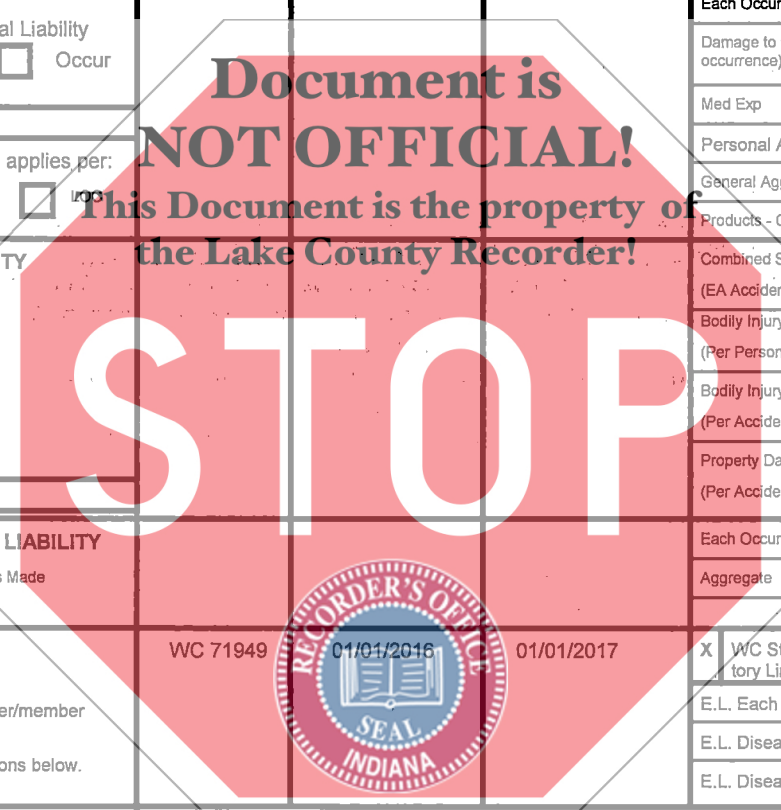 Each Occur
al Liability
Occur
Damage to
occurrence)
Document is
Med Exp
NOT OFFICIAL!
Personal A
applies per:
General Agg
LOC
This Document is the property of
Products - C
TY
the Lake County Recorder!
Combined S
(EA Acciden
Bodily Injury
(Per Person
STOP
Bodily Injury
(Per Accide
Property Da
(Per Accide
LIABILITY
Each Occur
s Made
Aggregate
RECORDER'S OFFICE
WC 71949
01/01/2016
01/01/2017
X
WC St
tory Lin
er/member
E.L. Each
SEAL
E.L. Disea
INDIANA
ons below.
E.L. Disea